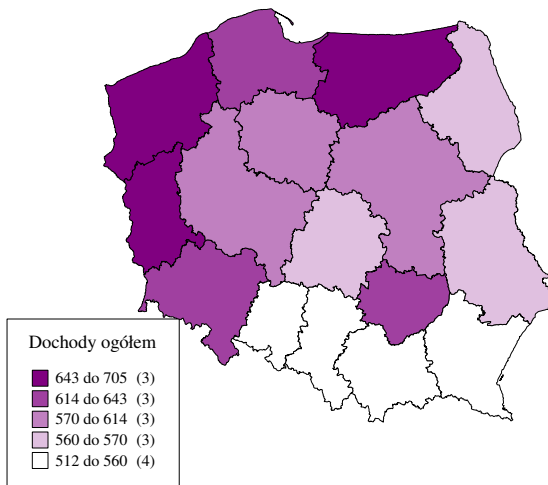 Dochody ogółem
643 do 705 (3)
614 do 643 (3)
570 do 614 (3)
560 do 570 (3)
512 do 560 (4)